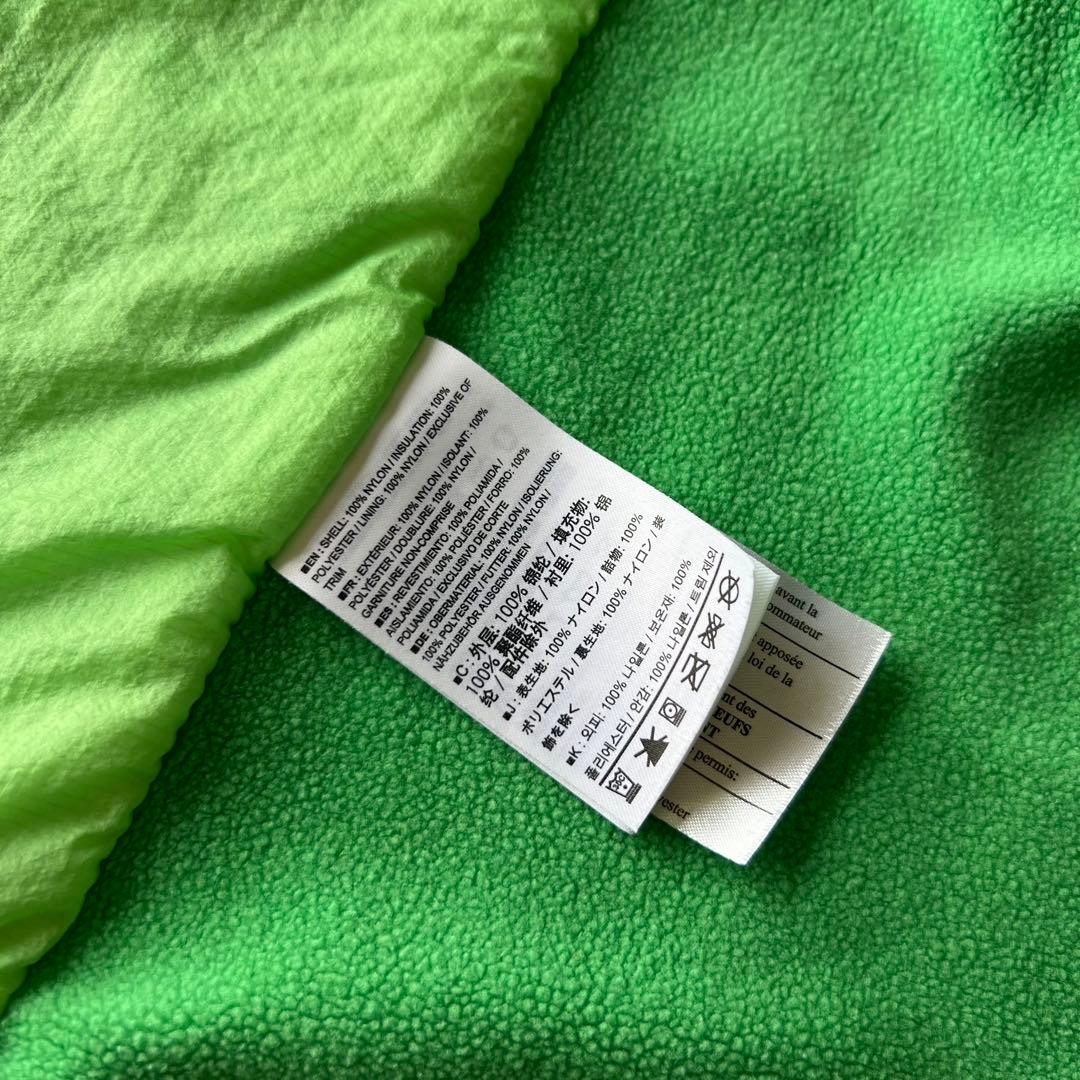 ■EN : SHELL: 100% NYLON / INSULATION: 100%
POLYESTER / LINING: 100% NYLON / EXCLUSIVE OF
TRIM
■FR : EXTÉRIEUR: 100% NYLON / ISOLANT: 100%
POLYESTER / DOUBLURE: 100% NYLON /
GARNITURE NON-COMPRISE
■ES : REVESTIMIENTO: 100% POLIAMIDA /
AISLAMIENTO: 100% POLIÉSTER / FORRO: 100%
POLIAMIDA / EXCLUSIVO DE CORTE
■DE : OBERMATERIAL: 100% NYLON / ISOLIERUNG:
100% POLYESTER / FUTTER: 100% NYLON /
NÄHZUBEHÖR AUSGENOMMEN
■C : 外层: 100% 锦纶 / 填充物:
100% 聚酯纤维 / 衬里: 100% 锦
纶 / 配件除外
■J : 表生地: 100% ナイロン / 詰物: 100%
ポリエステル / 裏生地: 100% ナイロン / 装
飾を除く
■K : 외피: 100% 나일론 / 보온재: 100%
폴리에스터 / 안감: 100% 나일론 / 트림 제외
avant la
ommateur
apposée
loi de la
nt des
EUFS
NT
permis:
ester